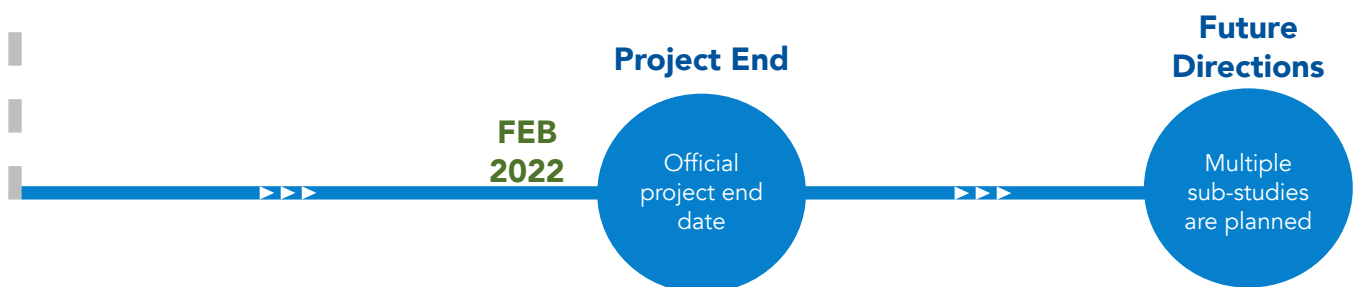 Project End
FEB
2022
Official
project end
date
Future
Directions
Multiple
sub-studies
are planned